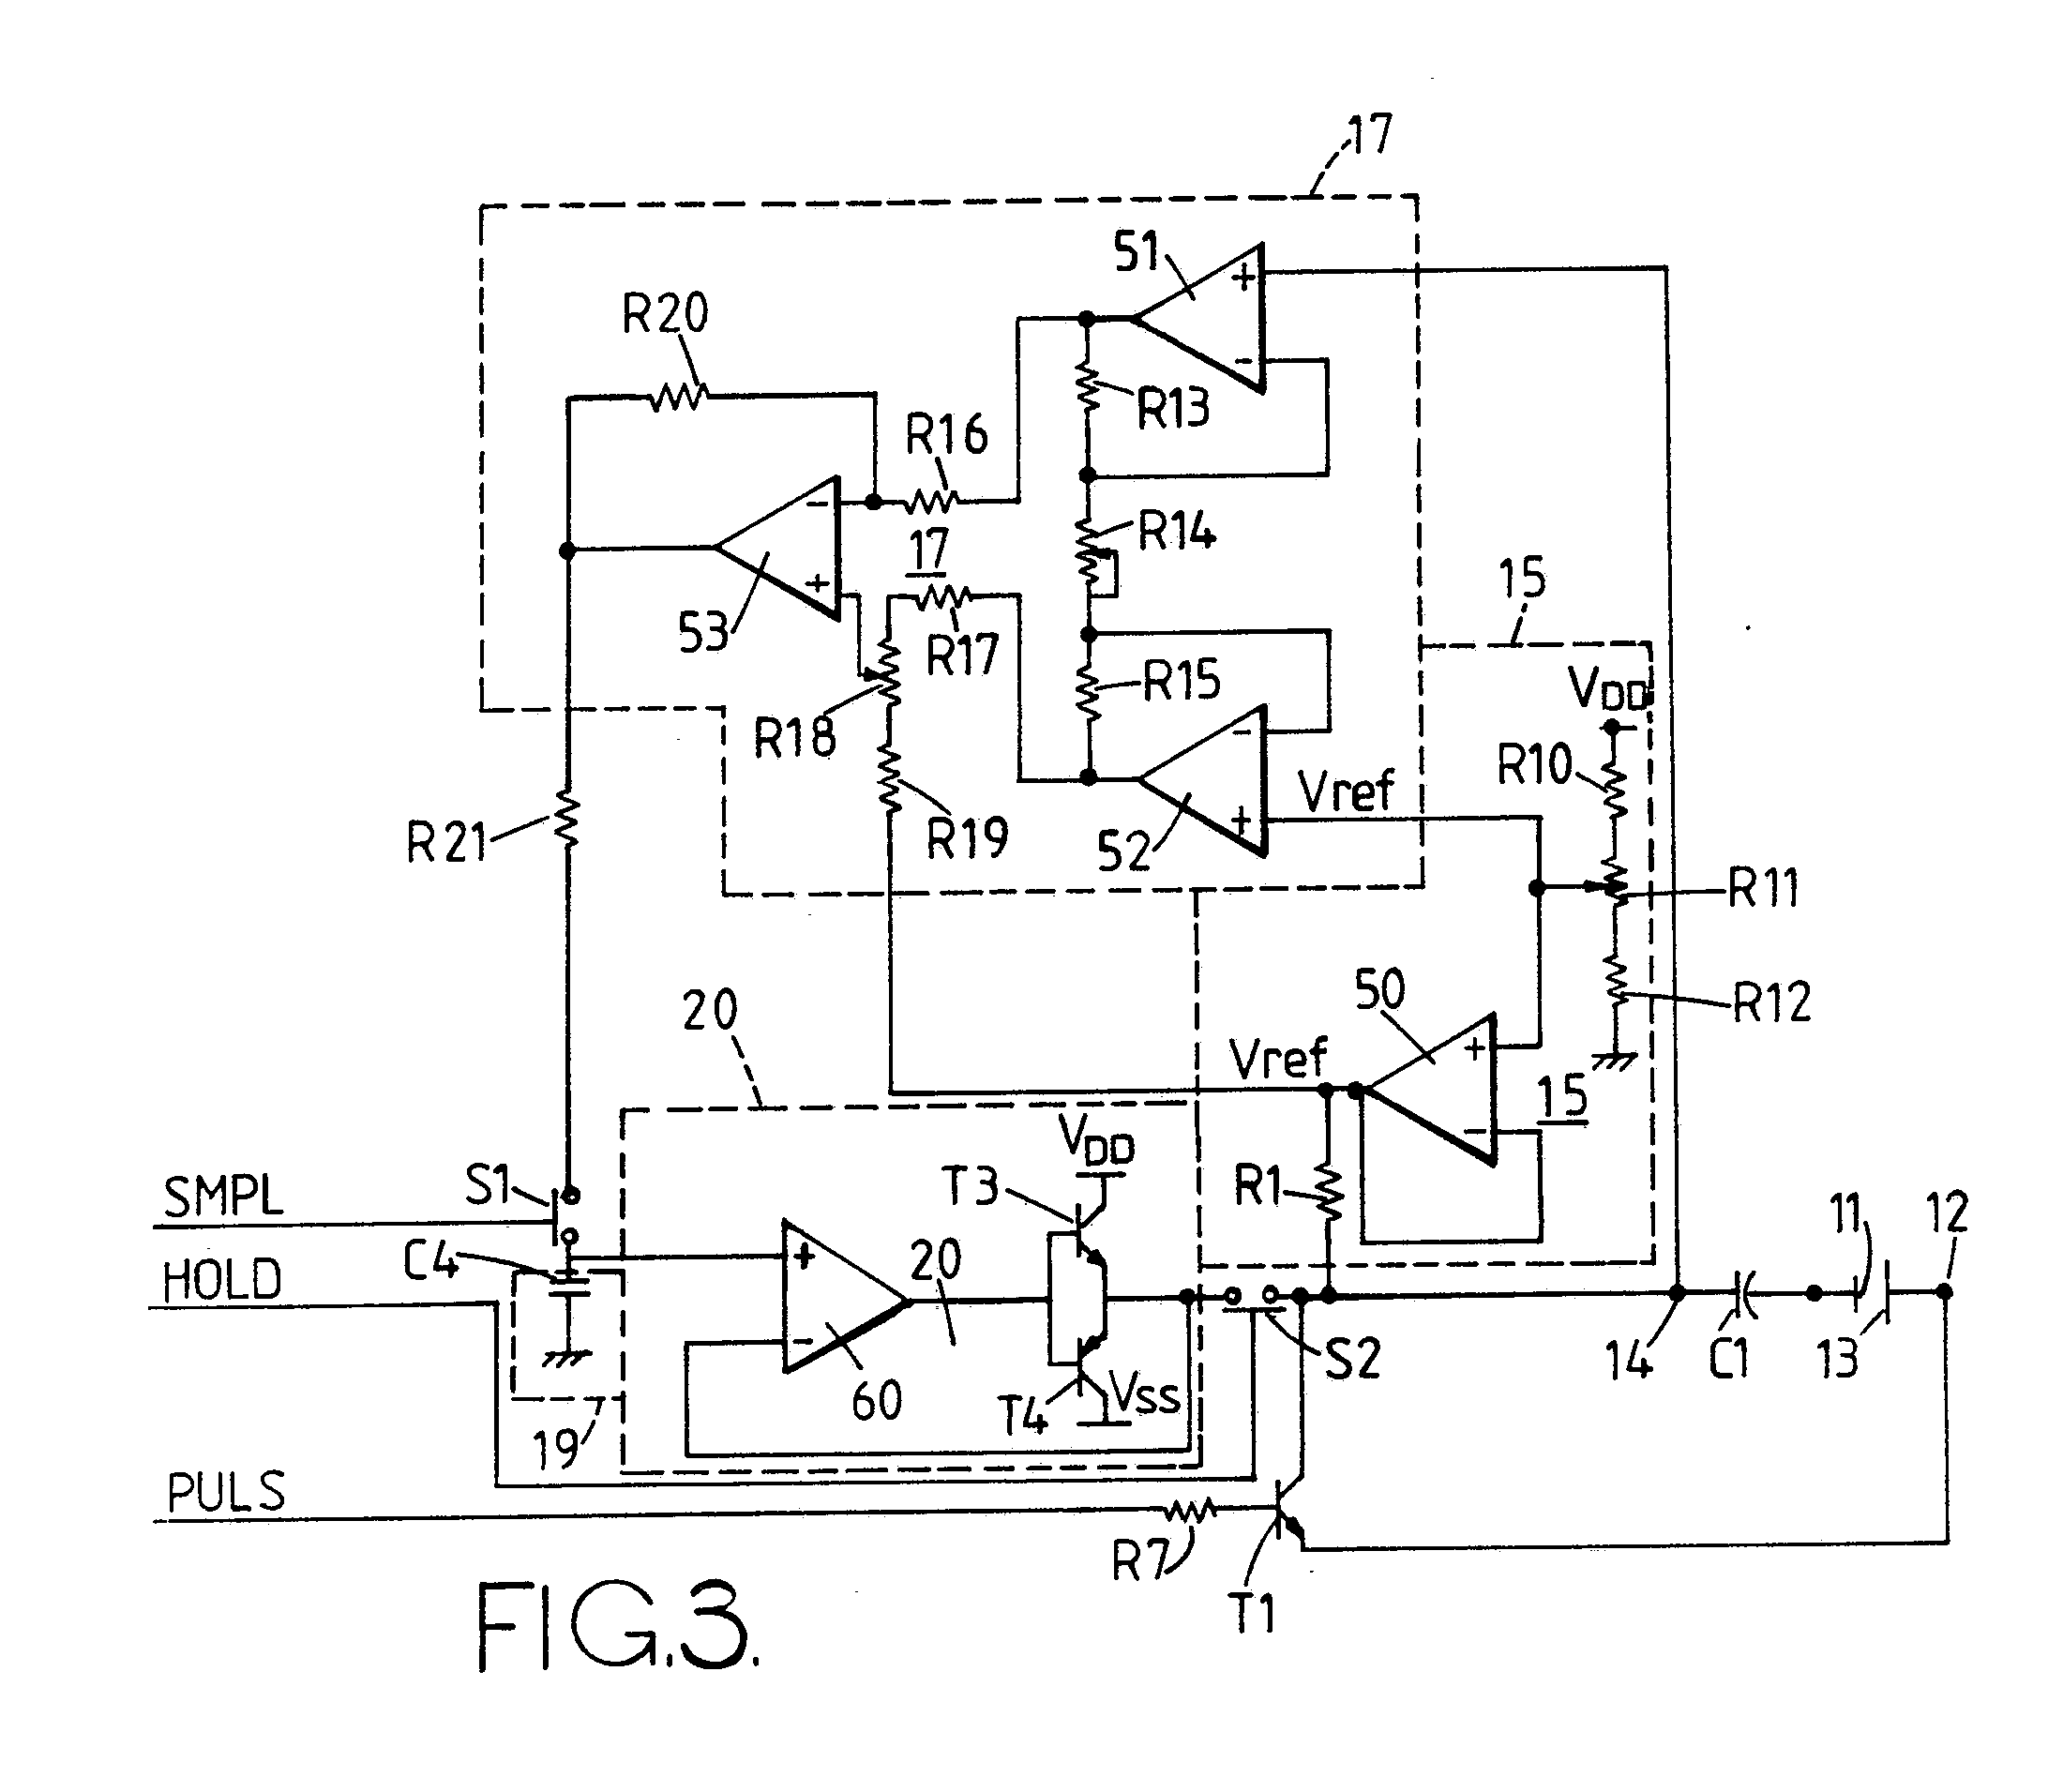 17
51
R20
R13
R16
R14
17
15
53
R17
R15
VDD
R18
R10
Vref
R21
R19
52
R11
50
R12
20
Vref
15
VDD
SMPL
S1
T3
R1
11
12
HOLD
C4
20
S2
14
C1
13
60
T4
VSS
19
PULS
R7
T1
FIG.3.
+
-
-
+
-
+
+
-
+
-